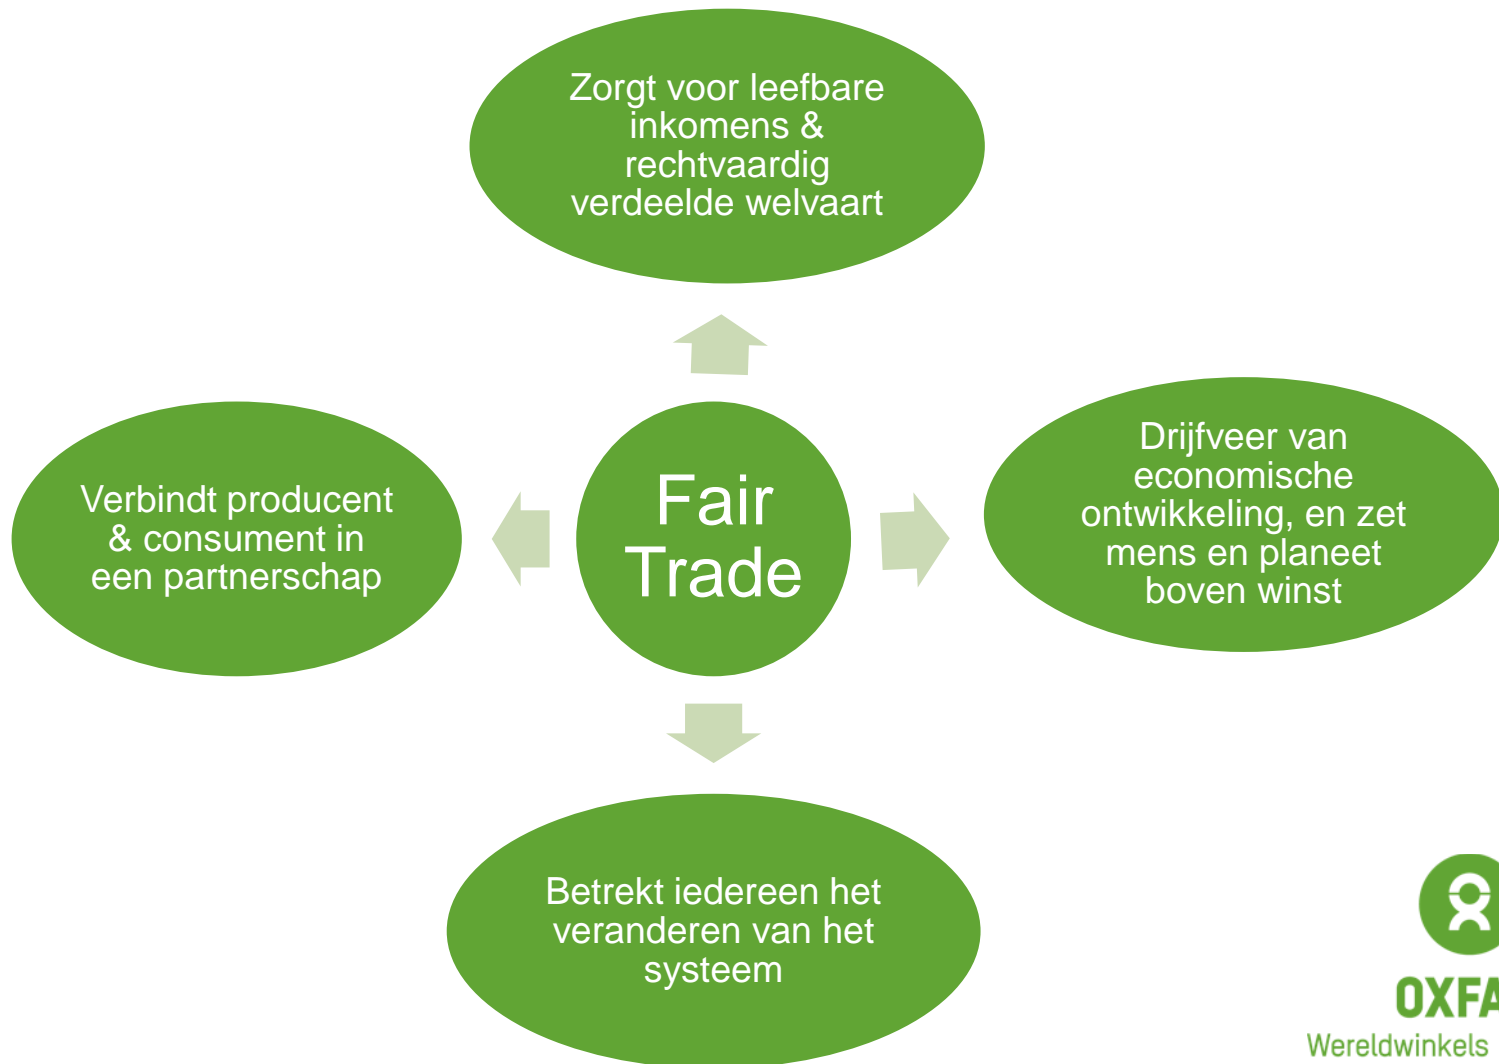 Zorgt voor leefbare
inkomens &
rechtvaardig
verdeelde welvaart
Verbindt producent
& consument in
een partnerschap
Fair
Trade
Drijfveer van
economische
ontwikkeling, en zet
mens en planeet
boven winst
Betrekt iedereen het
veranderen van het
systeem
OXFA
Wereldwinkels